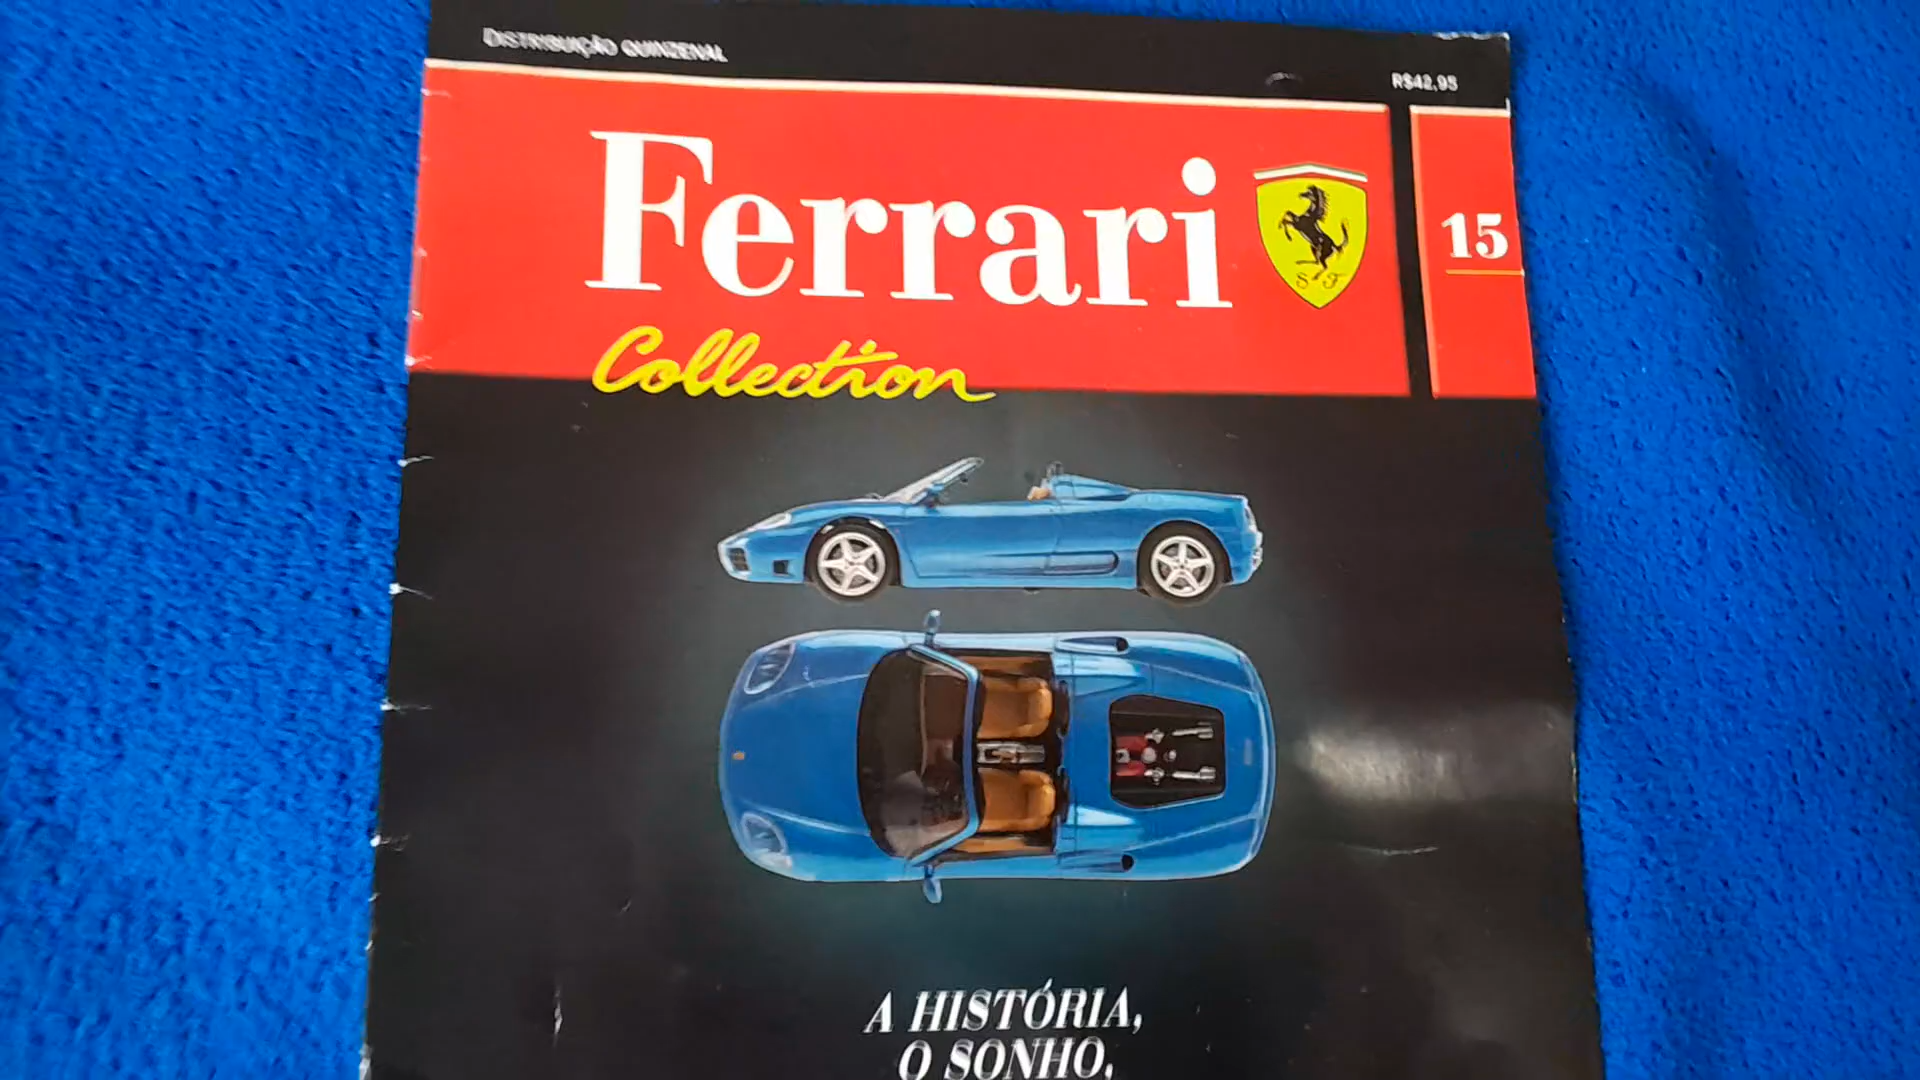 DISTRIBUIÇÃO QUINZENAL
R$42,95
Ferrari
S F
15
Collection
A HISTÓRIA,
O SONHO,